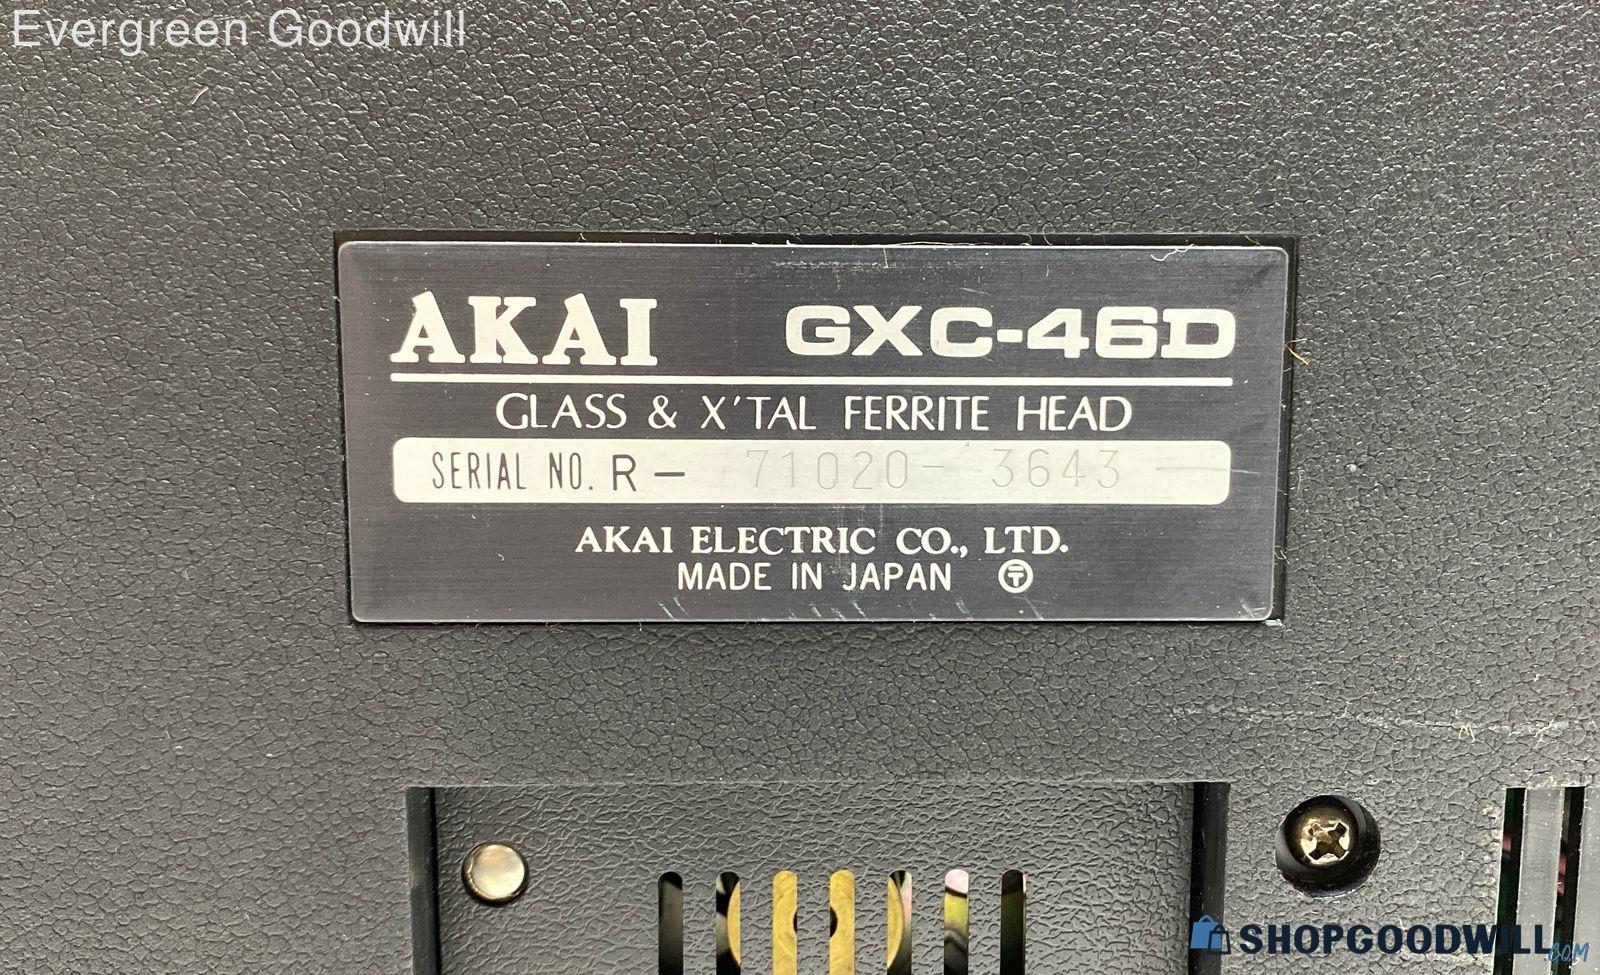 Evergreen Goodwill
AKAI GXC-46D
GLASS & X'TAL FERRITE HEAD
SERIAL NO. R- 71020- 3643
AKAI ELECTRIC CO., LTD.
MADE IN JAPAN 〶
SHOPGOODWILL.COM